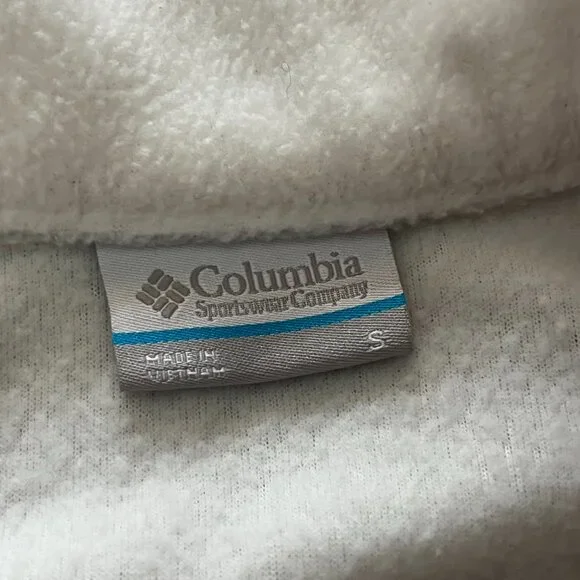 Columbia
Sportswear Company
S
MADE IN
VIETNAM